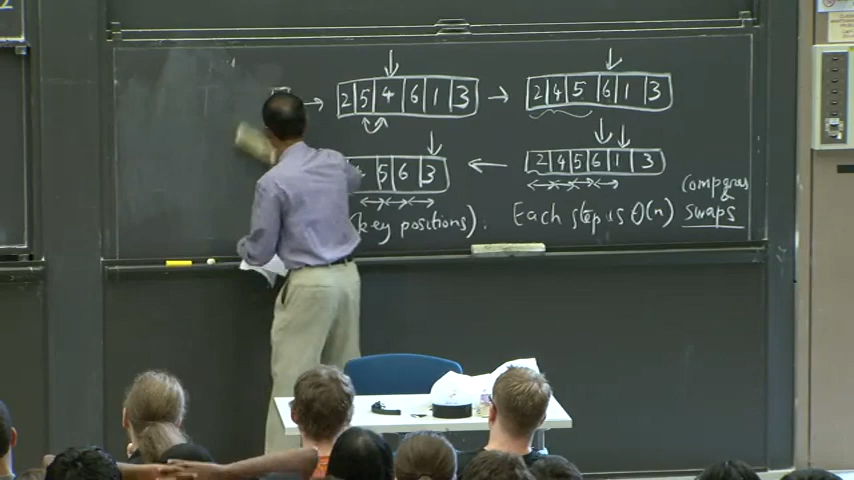 → 2 5 4 6 1 3 → 2 4 5 6 1 3
5 6 3 ← 2 4 5 6 1 3
key positions). Each step is Θ(n) compares & swaps